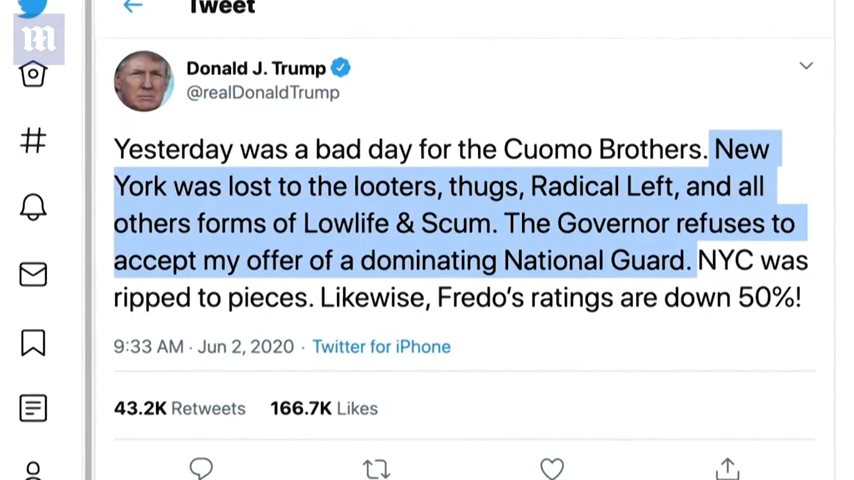 Tweet
Donald J. Trump
@realDonaldTrump
Yesterday was a bad day for the Cuomo Brothers. New
York was lost to the looters, thugs, Radical Left, and all
others forms of Lowlife & Scum. The Governor refuses to
accept my offer of a dominating National Guard. NYC was
ripped to pieces. Likewise, Fredo’s ratings are down 50%!
9:33 AM · Jun 2, 2020 · Twitter for iPhone
43.2K Retweets 166.7K Likes